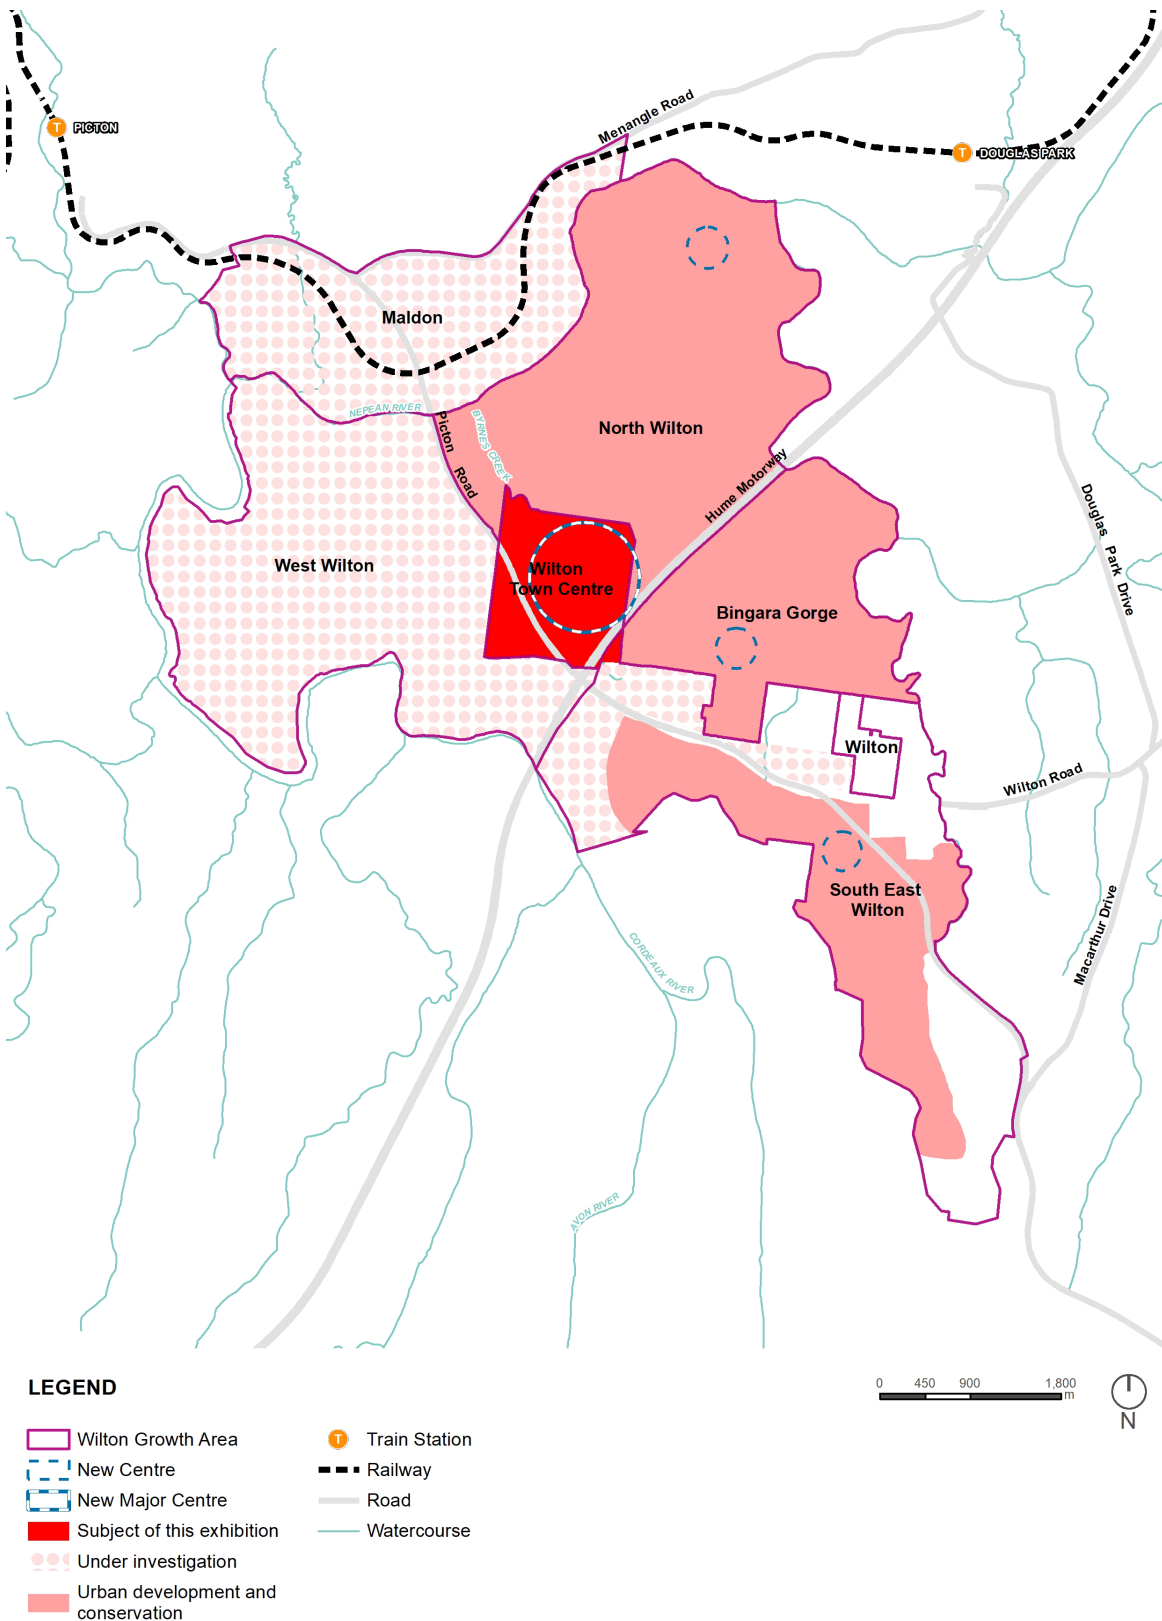 Menangle Road
PICTON
DOUGLAS PARK
Maldon
NEPEAN RIVER
BYRNES CREEK
Picton Road
North Wilton
Hume Motorway
Douglas Park Drive
West Wilton
Wilton
Town Centre
Bingara Gorge
Wilton
Wilton Road
South East
Wilton
Macarthur Drive
CORDEAUX RIVER
AVON RIVER
LEGEND
0 450 900 1,800
m
N
Wilton Growth Area
New Centre
New Major Centre
Subject of this exhibition
Under investigation
Urban development and
conservation
T Train Station
Railway
Road
Watercourse